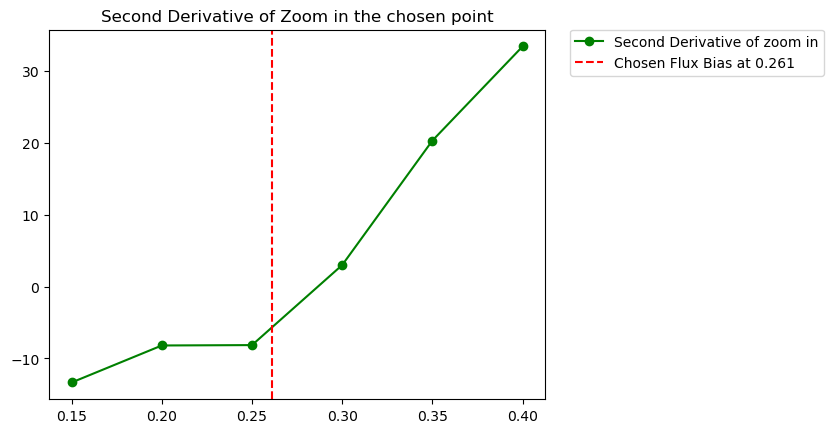 Second Derivative of Zoom in the chosen point
Second Derivative of zoom in
Chosen Flux Bias at 0.261
30
20
10
0
−10
0.15 0.20 0.25 0.30 0.35 0.40